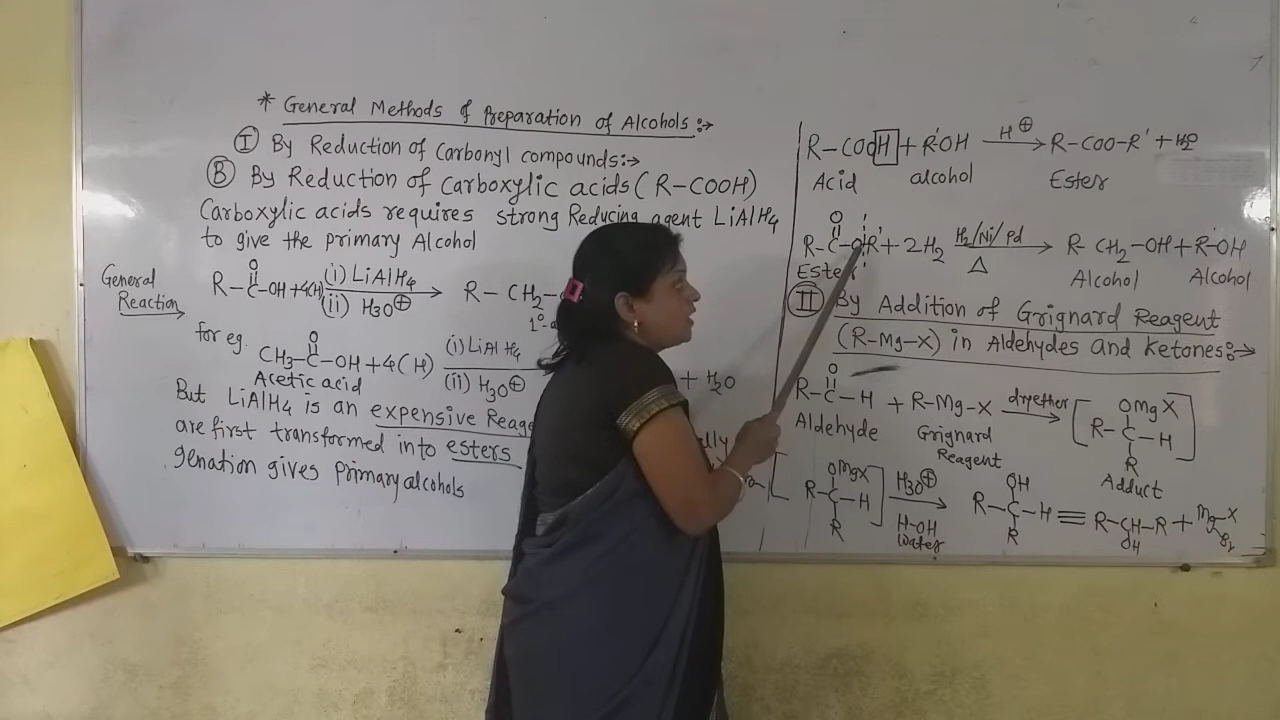 * General Methods of Preparation of Alcohols :→
(I) By Reduction of Carbonyl compounds:→
(B) By Reduction of Carboxylic acids (R-COOH)
Carboxylic acids requires strong Reducing agent LiAlH4
to give the primary Alcohol
General Reaction
O
R-C-OH+4(H) (i) LiAlH4 (ii) H3O⊕ → R-CH2-
1°-a
for eg.
O
CH3-C-OH+4(H) (i) LiAlH4 (ii) H3O⊕ + H2O
Acetic acid
But LiAlH4 is an expensive Reage
are first transformed into esters
genation gives primary alcohols
R-COOH + R'OH H⊕ → R-COO-R' + H2O
Acid alcohol Ester
O
R-C-O-R' + 2H2 H2/Ni/Pd △ → R-CH2-OH + R'-OH
Ester Alcohol Alcohol
(II) By Addition of Grignard Reagent
(R-Mg-X) in Aldehydes and Ketones:→
O OMgX
R-C-H + R-Mg-X dry ether → [R-C-H]
R
Aldehyde Grignard Reagent Adduct
OMgX OH
R-C-H] H3O⊕ → R-C-H ≡ R-CH-R + Mg-X
R H-OH Water R OH